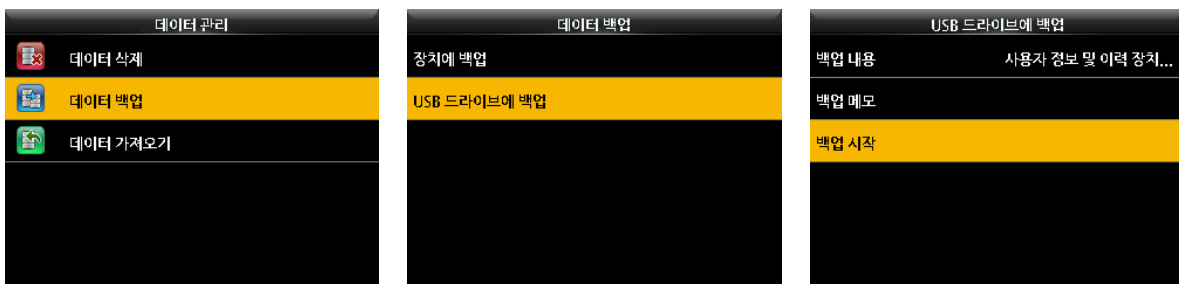 데이터 관리
데이터 삭제
데이터 백업
데이터 가져오기
데이터 백업
장치에 백업
USB 드라이브에 백업
USB 드라이브에 백업
백업 내용 사용자 정보 및 이력 장치...
백업 메모
백업 시작